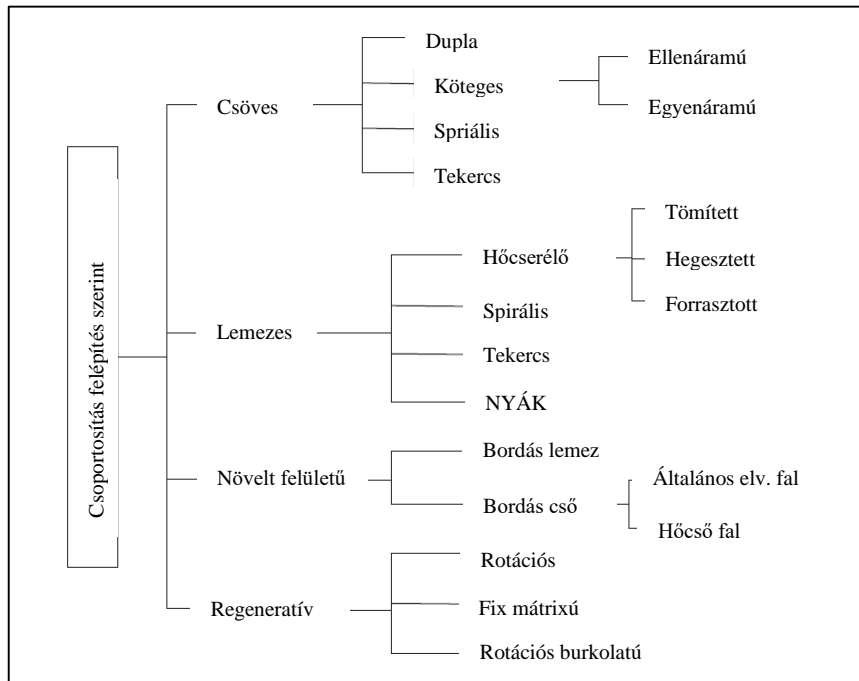 Csoportosítás felépítés szerint
Csöves
Dupla
Köteges
Ellenáramú
Egyenáramú
Spriális
Tekercs
Lemezes
Hőcserélő
Tömített
Hegesztett
Forrasztott
Spirális
Tekercs
NYÁK
Növelt felületű
Bordás lemez
Bordás cső
Általános elv. fal
Hőcső fal
Regeneratív
Rotációs
Fix mátrixú
Rotációs burkolatú